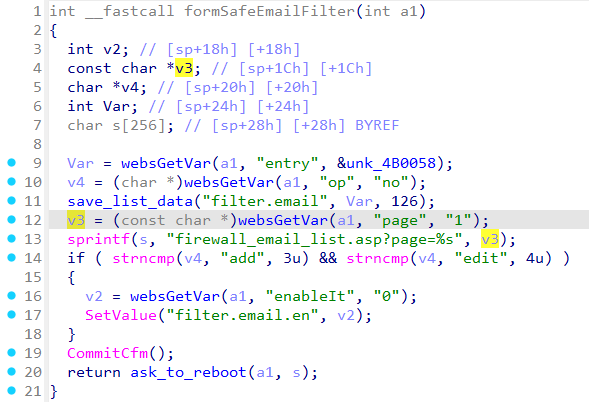 1 int __fastcall formSafeEmailFilter(int a1)
2 {
3 int v2; // [sp+18h] [+18h]
4 const char *v3; // [sp+1Ch] [+1Ch]
5 char *v4; // [sp+20h] [+20h]
6 int Var; // [sp+24h] [+24h]
7 char s[256]; // [sp+28h] [+28h] BYREF
8
9 Var = websGetVar(a1, "entry", &unk_4B0058);
10 v4 = (char *)websGetVar(a1, "op", "no");
11 save_list_data("filter.email", Var, 126);
12 v3 = (const char *)websGetVar(a1, "page", "1");
13 sprintf(s, "firewall_email_list.asp?page=%s", v3);
14 if ( strncmp(v4, "add", 3u) && strncmp(v4, "edit", 4u) )
15 {
16 v2 = websGetVar(a1, "enableIt", "0");
17 SetValue("filter.email.en", v2);
18 }
19 CommitCfm();
20 return ask_to_reboot(a1, s);
21 }